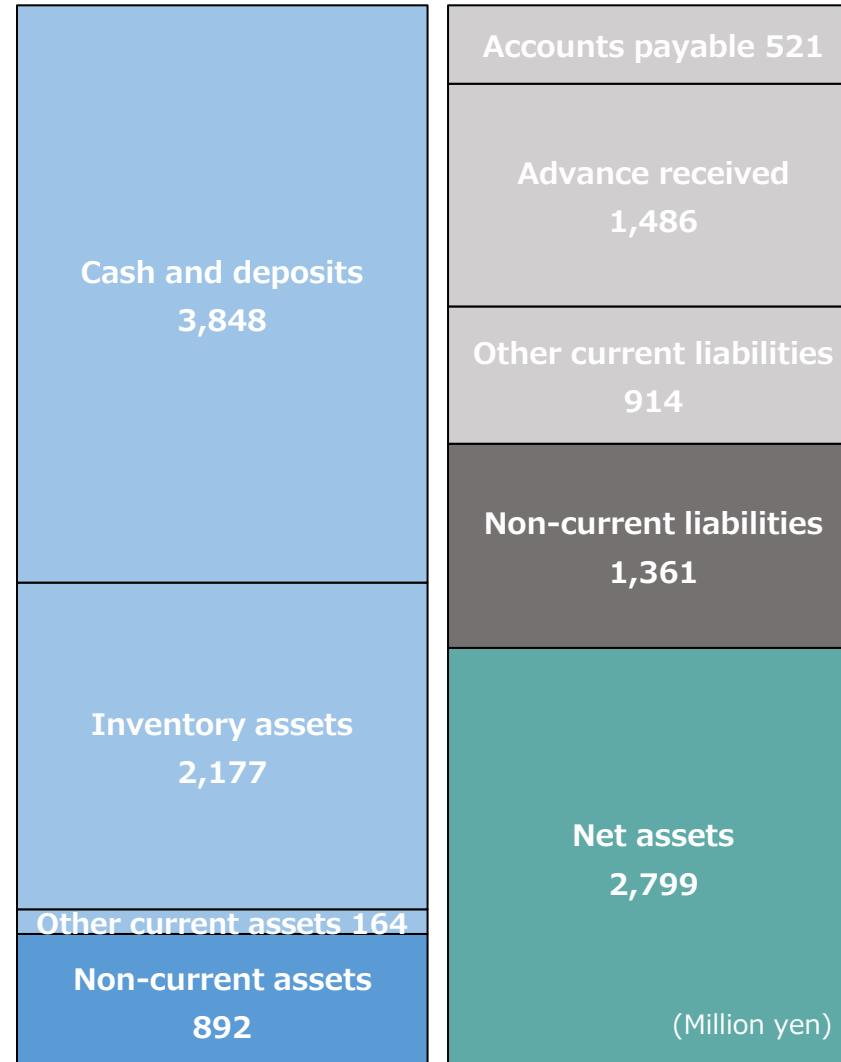 Cash and deposits
3,848
Inventory assets
2,177
Other current assets 164
Non-current assets
892
Accounts payable 521
Advance received
1,486
Other current liabilities
914
Non-current liabilities
1,361
Net assets
2,799
(Million yen)